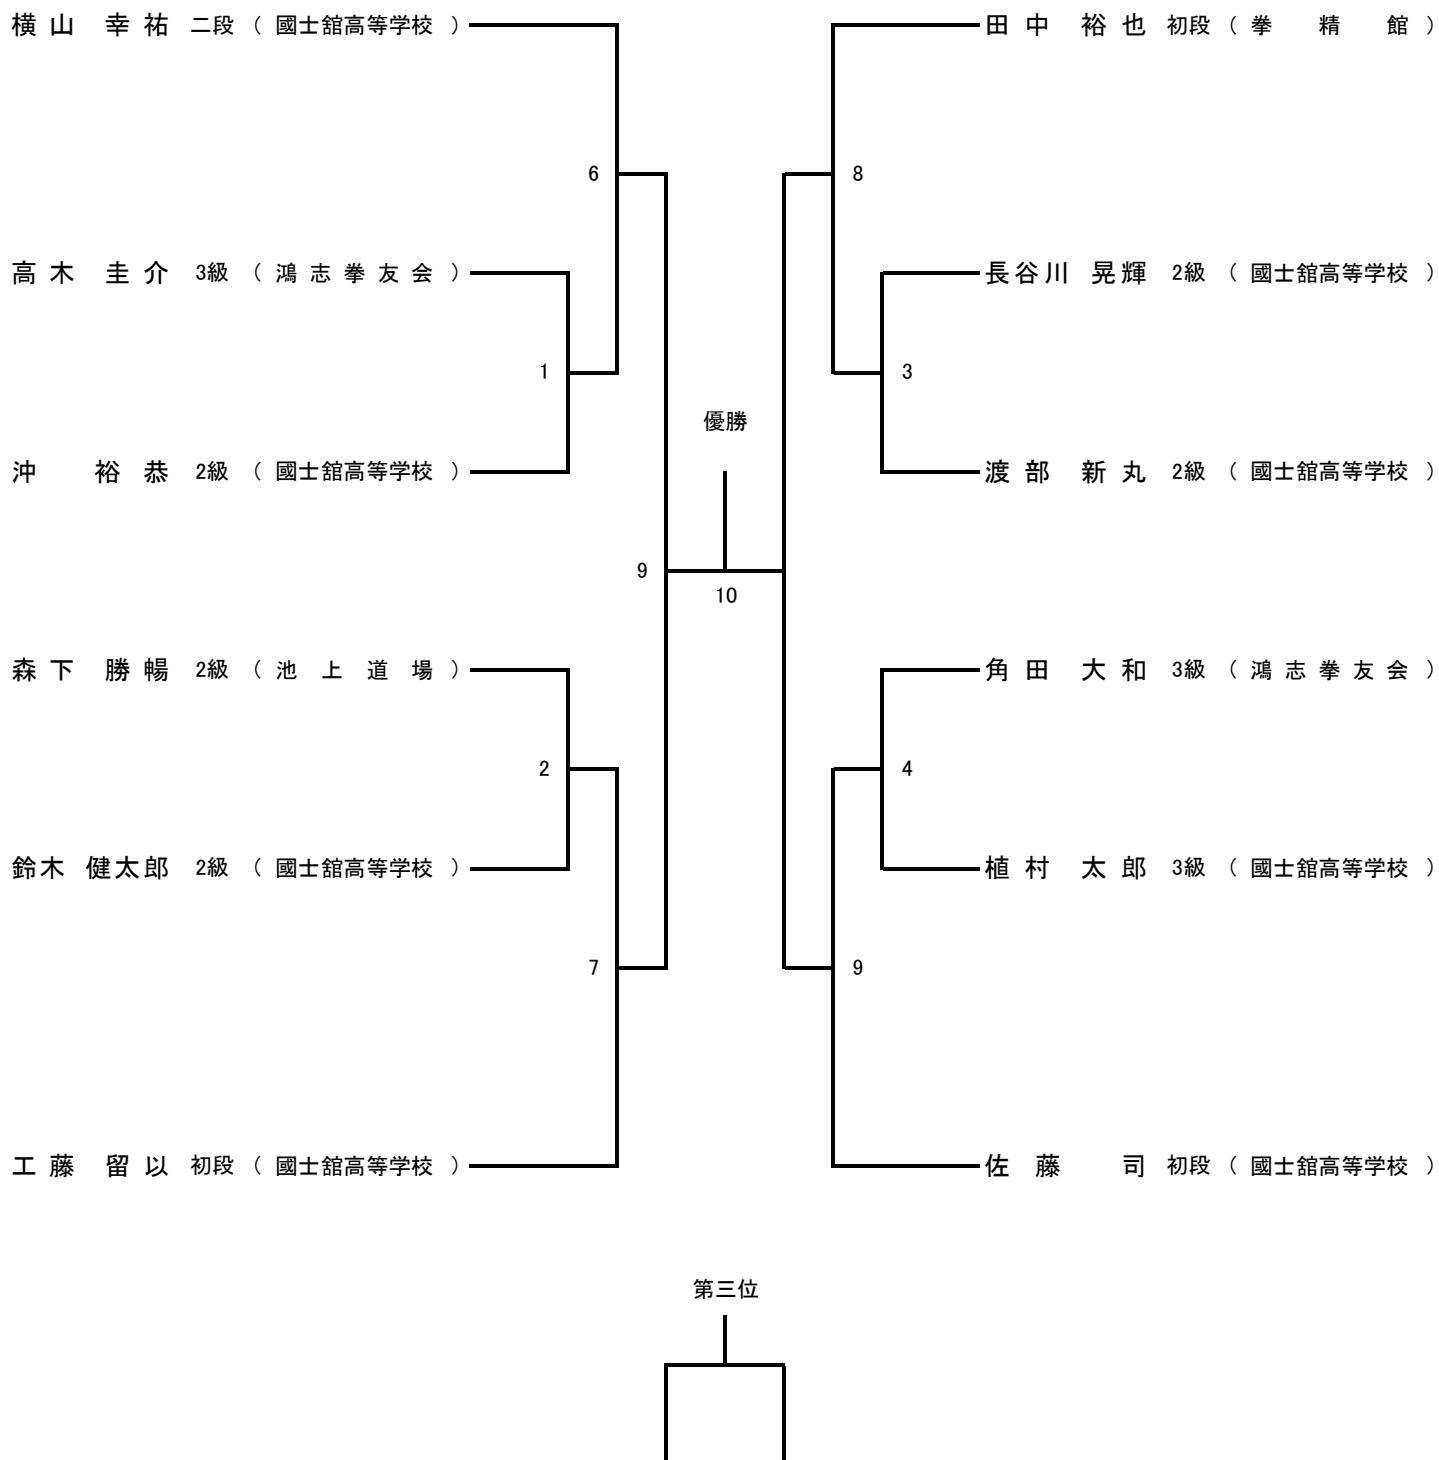 横山 幸祐 二段 （ 國士舘高等学校 ）
田中 裕也 初段 （ 拳精館 ）
6
8
高木 圭介 3級 （ 鴻志拳友会 ）
長谷川 晃輝 2級 （ 國士舘高等学校 ）
1
3
優勝
沖 裕恭 2級 （ 國士舘高等学校 ）
渡部 新丸 2級 （ 國士舘高等学校 ）
9
10
森下 勝暢 2級 （ 池上道場 ）
角田 大和 3級 （ 鴻志拳友会 ）
2
4
鈴木 健太郎 2級 （ 國士舘高等学校 ）
植村 太郎 3級 （ 國士舘高等学校 ）
7
9
工藤 留以 初段 （ 國士舘高等学校 ）
佐藤 司 初段 （ 國士舘高等学校 ）
第三位